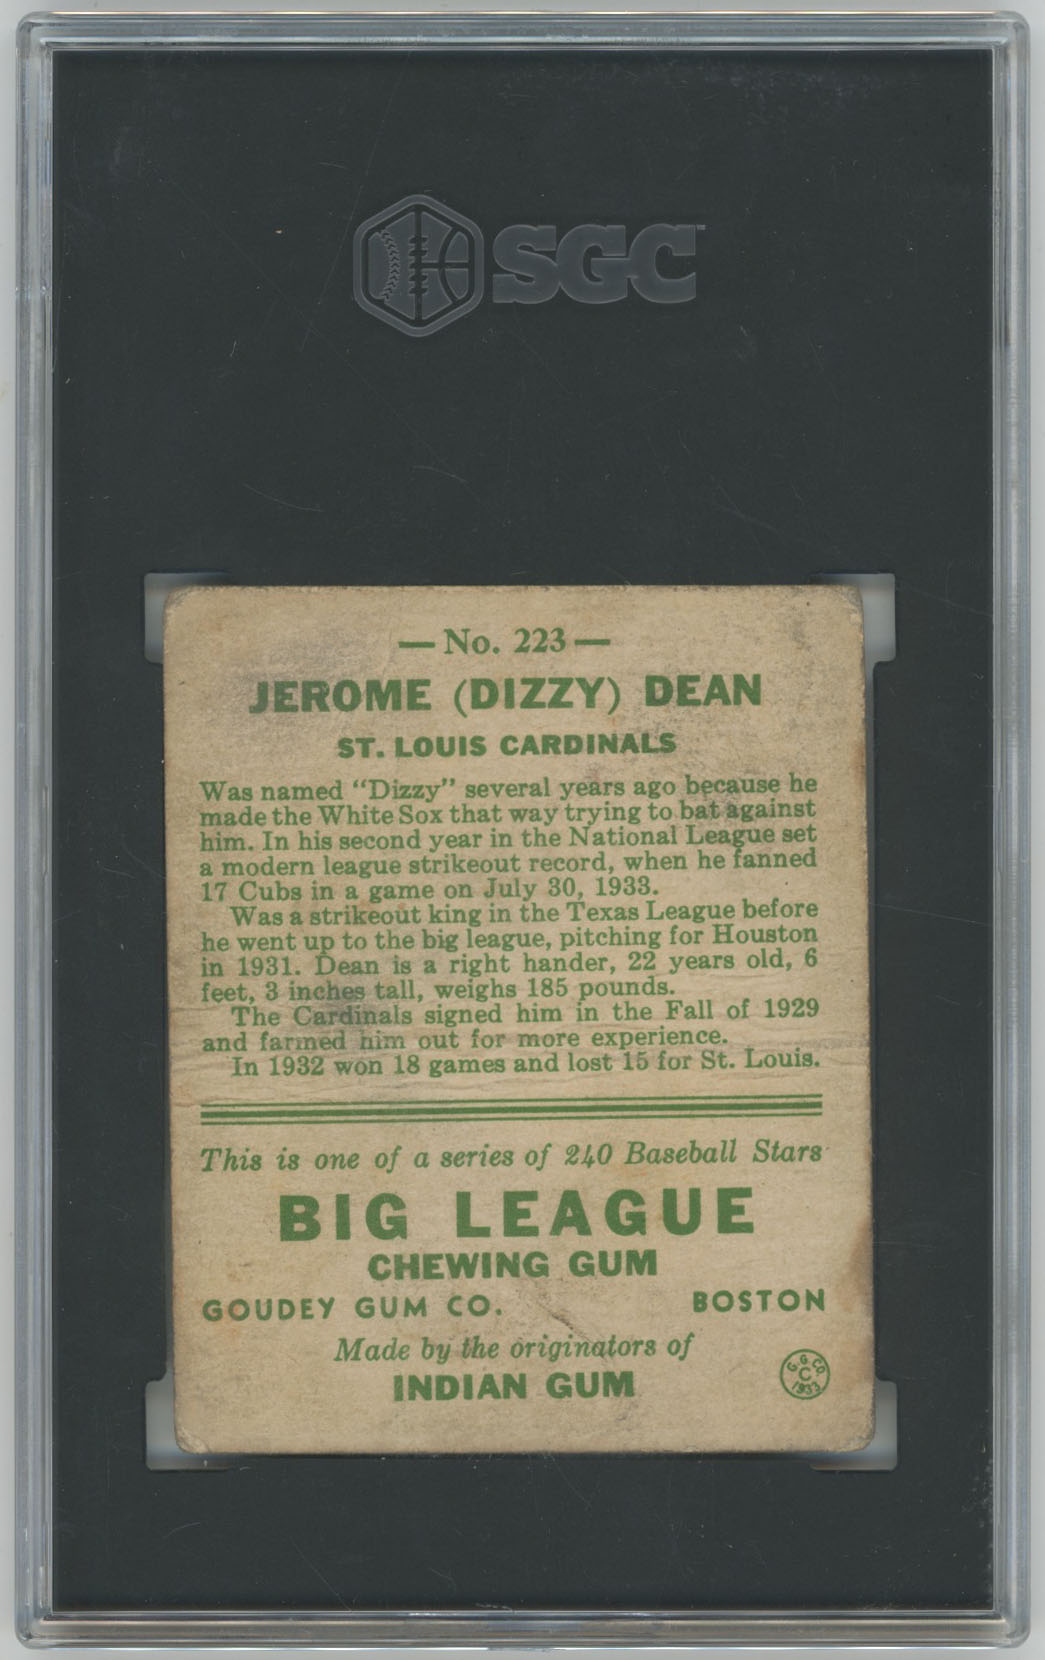 SGC
— No. 223 —
JEROME (DIZZY) DEAN
ST. LOUIS CARDINALS
Was named "Dizzy" several years ago because he
made the White Sox that way trying to bat against
him. In his second year in the National League set
a modern league strikeout record, when he fanned
17 Cubs in a game on July 30, 1933.
Was a strikeout king in the Texas League before
he went up to the big league, pitching for Houston
in 1931. Dean is a right hander, 22 years old, 6
feet, 3 inches tall, weighs 185 pounds.
The Cardinals signed him in the Fall of 1929
and farmed him out for more experience.
In 1932 won 18 games and lost 15 for St. Louis.
This is one of a series of 240 Baseball Stars
BIG LEAGUE
CHEWING GUM
GOUDEY GUM CO. BOSTON
Made by the originators of
INDIAN GUM
G. G. CO.
C
1933